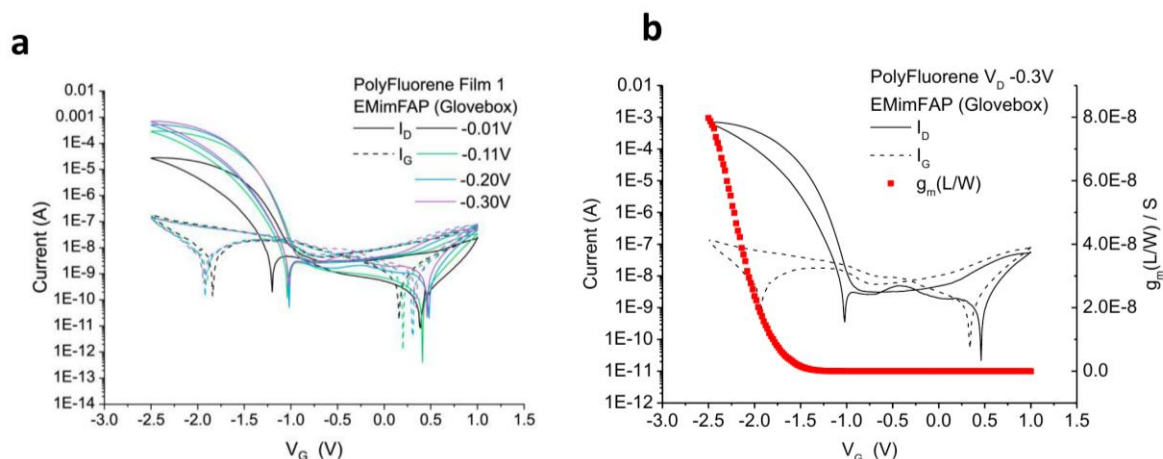 a
PolyFluorene Film 1
EMimFAP (Glovebox)
I_D -0.01V
I_G -0.11V
-0.20V
-0.30V
0.01
0.001
1E-4
1E-5
1E-6
1E-7
1E-8
1E-9
1E-10
1E-11
1E-12
1E-13
1E-14
Current (A)
-3.0 -2.5 -2.0 -1.5 -1.0 -0.5 0.0 0.5 1.0 1.5
V_G (V)
b
PolyFluorene V_D -0.3V
EMimFAP (Glovebox)
I_D
I_G
g_m(L/W)
0.01
1E-3
1E-4
1E-5
1E-6
1E-7
1E-8
1E-9
1E-10
1E-11
1E-12
Current (A)
8.0E-8
6.0E-8
4.0E-8
2.0E-8
0.0
g_m(L/W) / S
-3.0 -2.5 -2.0 -1.5 -1.0 -0.5 0.0 0.5 1.0 1.5
V_G (V)